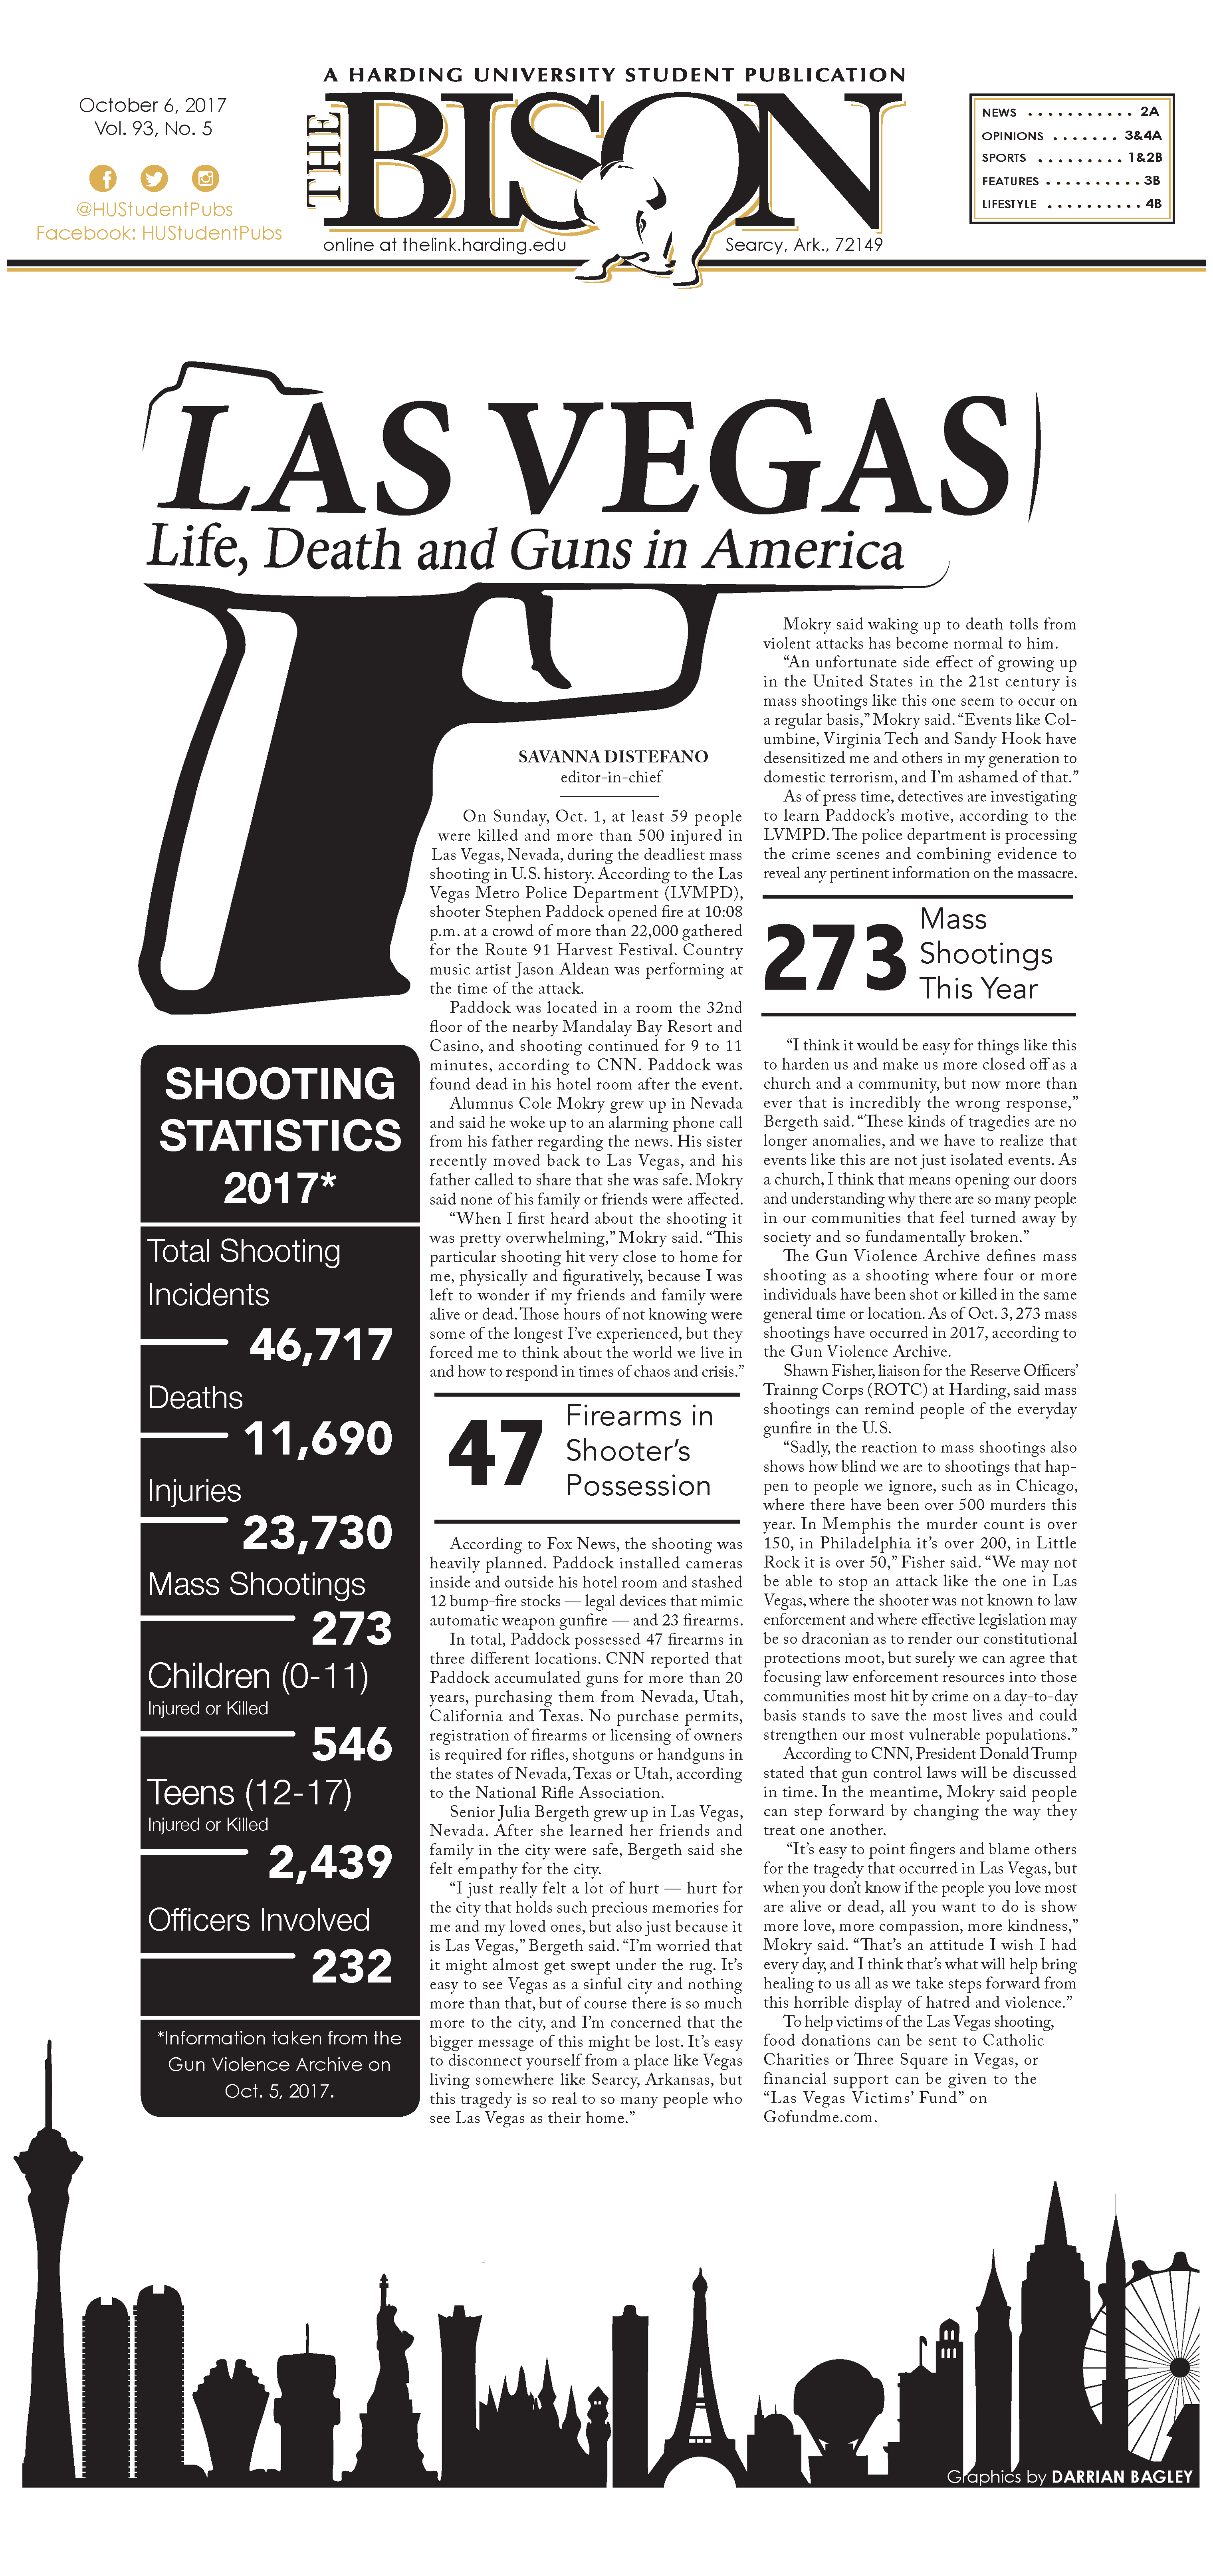 A HARDING UNIVERSITY STUDENT PUBLICATION
October 6, 2017
Vol. 93, No. 5
@HUStudentPubs
Facebook: HUStudentPubs
THE BISON
online at thelink.harding.edu
Searcy, Ark., 72149
NEWS . . . . . . . . . . . 2A
OPINIONS . . . . . . . 3&4A
SPORTS . . . . . . . . . 1&2B
FEATURES . . . . . . . . . . 3B
LIFESTYLE . . . . . . . . . . 4B
LAS VEGAS
Life, Death and Guns in America
SAVANNA DISTEFANO
editor-in-chief
On Sunday, Oct. 1, at least 59 people
were killed and more than 500 injured in
Las Vegas, Nevada, during the deadliest mass
shooting in U.S. history. According to the Las
Vegas Metro Police Department (LVMPD),
shooter Stephen Paddock opened fire at 10:08
p.m. at a crowd of more than 22,000 gathered
for the Route 91 Harvest Festival. Country
music artist Jason Aldean was performing at
the time of the attack.
Paddock was located in a room the 32nd
floor of the nearby Mandalay Bay Resort and
Casino, and shooting continued for 9 to 11
minutes, according to CNN. Paddock was
found dead in his hotel room after the event.
Alumnus Cole Mokry grew up in Nevada
and said he woke up to an alarming phone call
from his father regarding the news. His sister
recently moved back to Las Vegas, and his
father called to share that she was safe. Mokry
said none of his family or friends were affected.
“When I first heard about the shooting it
was pretty overwhelming,” Mokry said. “This
particular shooting hit very close to home for
me, physically and figuratively, because I was
left to wonder if my friends and family were
alive or dead. Those hours of not knowing were
some of the longest I’ve experienced, but they
forced me to think about the world we live in
and how to respond in times of chaos and crisis.”
47
Firearms in
Shooter’s
Possession
According to Fox News, the shooting was
heavily planned. Paddock installed cameras
inside and outside his hotel room and stashed
12 bump-fire stocks — legal devices that mimic
automatic weapon gunfire — and 23 firearms.
In total, Paddock possessed 47 firearms in
three different locations. CNN reported that
Paddock accumulated guns for more than 20
years, purchasing them from Nevada, Utah,
California and Texas. No purchase permits,
registration of firearms or licensing of owners
is required for rifles, shotguns or handguns in
the states of Nevada, Texas or Utah, according
to the National Rifle Association.
Senior Julia Bergeth grew up in Las Vegas,
Nevada. After she learned her friends and
family in the city were safe, Bergeth said she
felt empathy for the city.
“I just really felt a lot of hurt — hurt for
the city that holds such precious memories for
me and my loved ones, but also just because it
is Las Vegas,” Bergeth said. “I’m worried that
it might almost get swept under the rug. It’s
easy to see Vegas as a sinful city and nothing
more than that, but of course there is so much
more to the city, and I’m concerned that the
bigger message of this might be lost. It’s easy
to disconnect yourself from a place like Vegas
living somewhere like Searcy, Arkansas, but
this tragedy is so real to so many people who
see Las Vegas as their home.”
Mokry said waking up to death tolls from
violent attacks has become normal to him.
“An unfortunate side effect of growing up
in the United States in the 21st century is
mass shootings like this one seem to occur on
a regular basis,” Mokry said. “Events like Col-
umbine, Virginia Tech and Sandy Hook have
desensitized me and others in my generation to
domestic terrorism, and I’m ashamed of that.”
As of press time, detectives are investigating
to learn Paddock’s motive, according to the
LVMPD. The police department is processing
the crime scenes and combining evidence to
reveal any pertinent information on the massacre.
273
Mass
Shootings
This Year
“I think it would be easy for things like this
to harden us and make us more closed off as a
church and a community, but now more than
ever that is incredibly the wrong response,”
Bergeth said. “These kinds of tragedies are no
longer anomalies, and we have to realize that
events like this are not just isolated events. As
a church, I think that means opening our doors
and understanding why there are so many people
in our communities that feel turned away by
society and so fundamentally broken.”
The Gun Violence Archive defines mass
shooting as a shooting where four or more
individuals have been shot or killed in the same
general time or location. As of Oct. 3, 273 mass
shootings have occurred in 2017, according to
the Gun Violence Archive.
Shawn Fisher, liaison for the Reserve Officers’
Trainng Corps (ROTC) at Harding, said mass
shootings can remind people of the everyday
gunfire in the U.S.
“Sadly, the reaction to mass shootings also
shows how blind we are to shootings that hap-
pen to people we ignore, such as in Chicago,
where there have been over 500 murders this
year. In Memphis the murder count is over
150, in Philadelphia it’s over 200, in Little
Rock it is over 50,” Fisher said. “We may not
be able to stop an attack like the one in Las
Vegas, where the shooter was not known to law
enforcement and where effective legislation may
be so draconian as to render our constitutional
protections moot, but surely we can agree that
focusing law enforcement resources into those
communities most hit by crime on a day-to-day
basis stands to save the most lives and could
strengthen our most vulnerable populations.”
According to CNN, President Donald Trump
stated that gun control laws will be discussed
in time. In the meantime, Mokry said people
can step forward by changing the way they
treat one another.
“It’s easy to point fingers and blame others
for the tragedy that occurred in Las Vegas, but
when you don’t know if the people you love most
are alive or dead, all you want to do is show
more love, more compassion, more kindness,”
Mokry said. “That’s an attitude I wish I had
every day, and I think that’s what will help bring
healing to us all as we take steps forward from
this horrible display of hatred and violence.”
To help victims of the Las Vegas shooting,
food donations can be sent to Catholic
Charities or Three Square in Vegas, or
financial support can be given to the
“Las Vegas Victims’ Fund” on
Gofundme.com.
SHOOTING
STATISTICS
2017*
Total Shooting
Incidents
46,717
Deaths
11,690
Injuries
23,730
Mass Shootings
273
Children (0-11)
Injured or Killed
546
Teens (12-17)
Injured or Killed
2,439
Officers Involved
232
*Information taken from the
Gun Violence Archive on
Oct. 5, 2017.
Graphics by DARRIAN BAGLEY